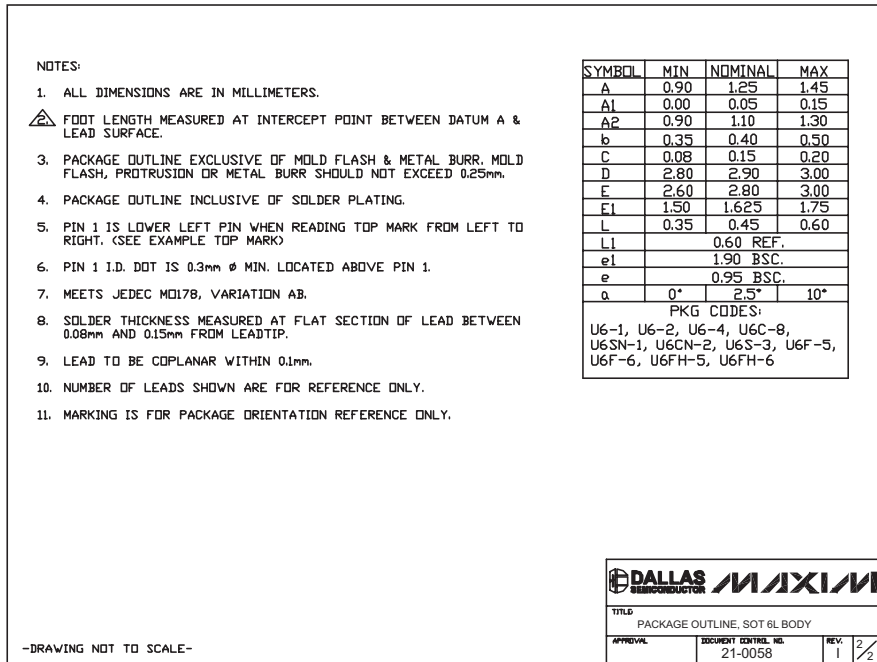 NOTES:
1. ALL DIMENSIONS ARE IN MILLIMETERS.
2. FOOT LENGTH MEASURED AT INTERCEPT POINT BETWEEN DATUM A &
LEAD SURFACE.
3. PACKAGE OUTLINE EXCLUSIVE OF MOLD FLASH & METAL BURR. MOLD
FLASH, PROTRUSION OR METAL BURR SHOULD NOT EXCEED 0.25mm.
4. PACKAGE OUTLINE INCLUSIVE OF SOLDER PLATING.
5. PIN 1 IS LOWER LEFT PIN WHEN READING TOP MARK FROM LEFT TO
RIGHT. (SEE EXAMPLE TOP MARK)
6. PIN 1 I.D. DOT IS 0.3mm ø MIN. LOCATED ABOVE PIN 1.
7. MEETS JEDEC MO178, VARIATION AB.
8. SOLDER THICKNESS MEASURED AT FLAT SECTION OF LEAD BETWEEN
0.08mm AND 0.15mm FROM LEADTIP.
9. LEAD TO BE COPLANAR WITHIN 0.1mm.
10. NUMBER OF LEADS SHOWN ARE FOR REFERENCE ONLY.
11. MARKING IS FOR PACKAGE ORIENTATION REFERENCE ONLY.
SYMBOL MIN NOMINAL MAX
A 0.90 1.25 1.45
A1 0.00 0.05 0.15
A2 0.90 1.10 1.30
b 0.35 0.40 0.50
C 0.08 0.15 0.20
D 2.80 2.90 3.00
E 2.60 2.80 3.00
E1 1.50 1.625 1.75
L 0.35 0.45 0.60
L1 0.60 REF.
e1 1.90 BSC.
e 0.95 BSC.
α 0° 2.5° 10°
PKG CODES:
U6-1, U6-2, U6-4, U6C-8,
U6SN-1, U6CN-2, U6S-3, U6F-5,
U6F-6, U6FH-5, U6FH-6
-DRAWING NOT TO SCALE-
DALLAS SEMICONDUCTOR MAXIM
TITLE:
PACKAGE OUTLINE, SOT 6L BODY
APPROVAL DOCUMENT CONTROL NO. REV.
21-0058 I 2/2